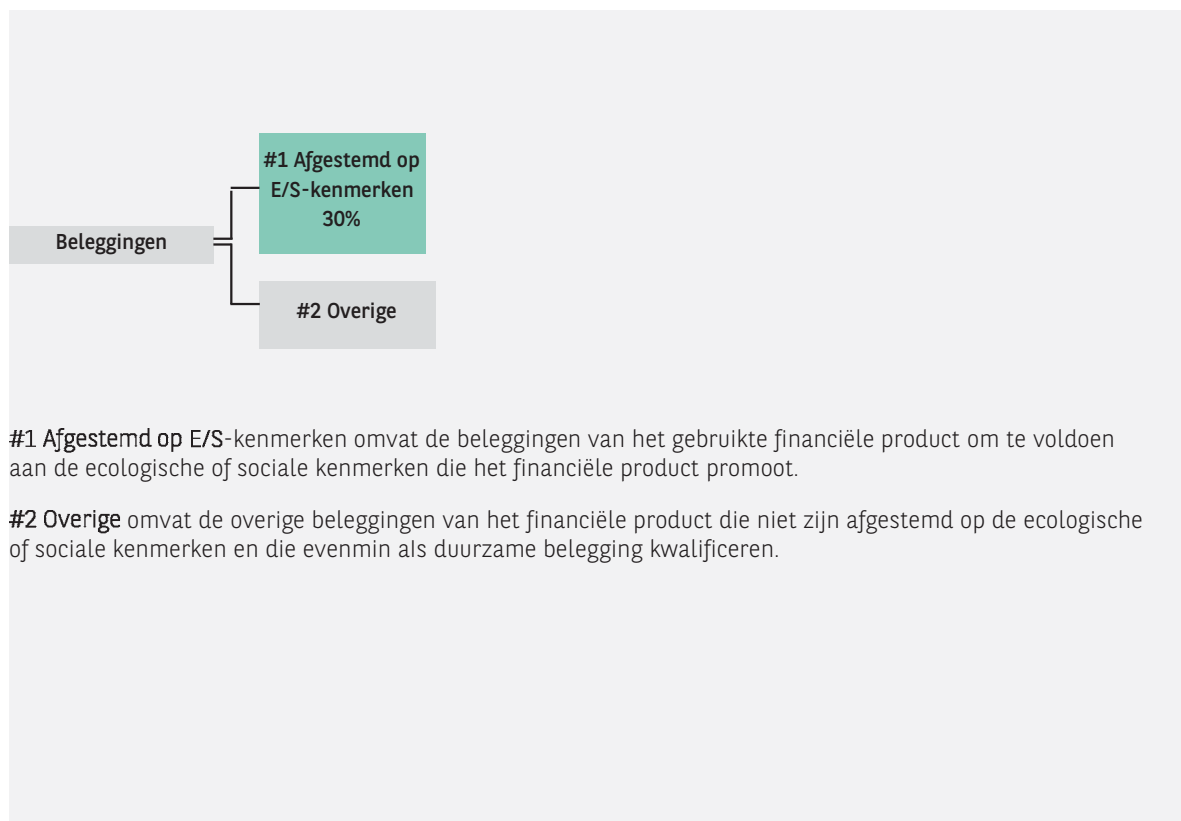 #1 Afgestemd op
E/S-kenmerken
30%
Beleggingen
#2 Overige
#1 Afgestemd op E/S-kenmerken omvat de beleggingen van het gebruikte financiële product om te voldoen
aan de ecologische of sociale kenmerken die het financiële product promoot.
#2 Overige omvat de overige beleggingen van het financiële product die niet zijn afgestemd op de ecologische
of sociale kenmerken en die evenmin als duurzame belegging kwalificeren.